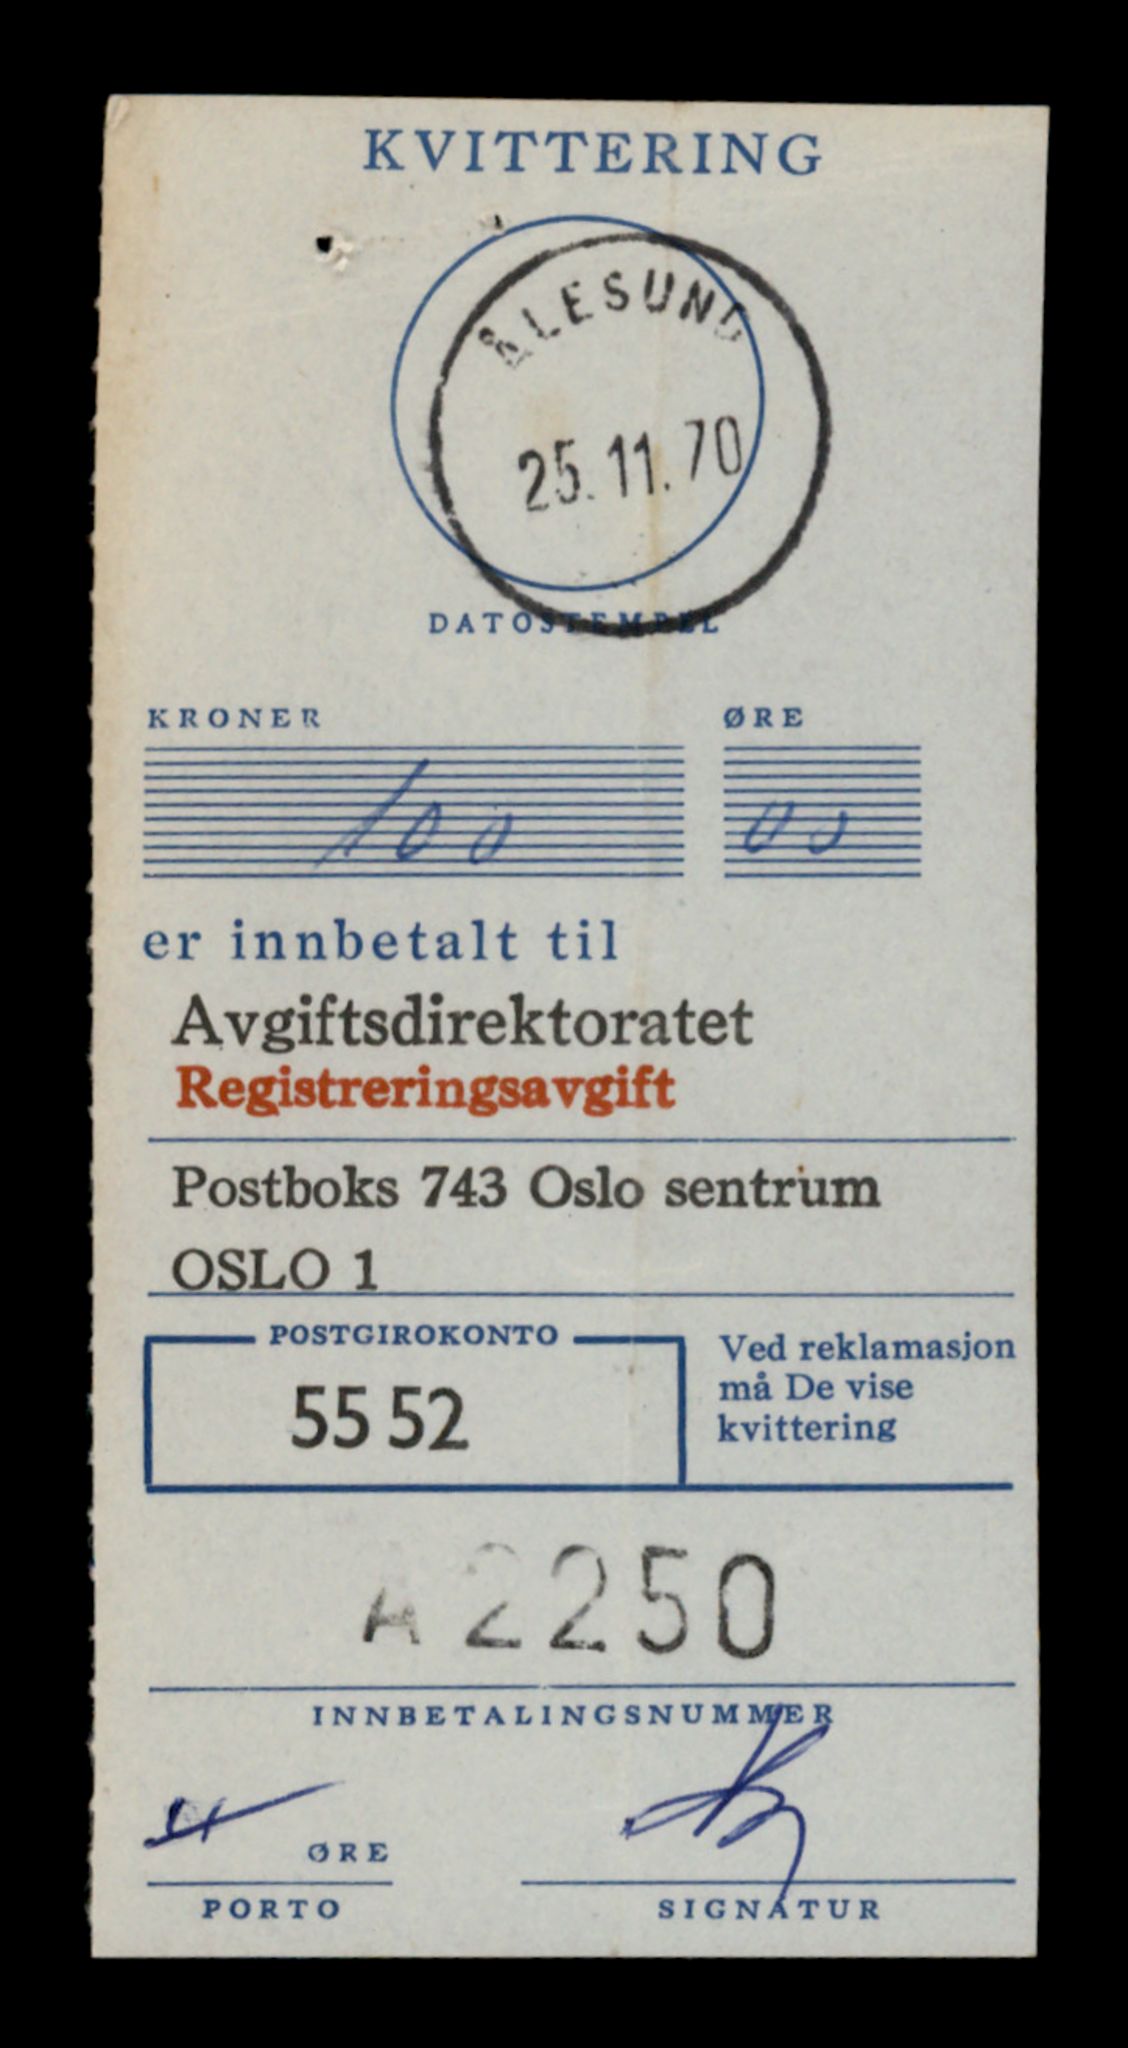 KVITTERING
ÅLESUND
25.11.70
DATOSTEMPEL
KRONER ØRE
100 00
er innbetalt til
Avgiftsdirektoratet
Registreringsavgift
Postboks 743 Oslo sentrum
OSLO 1
POSTGIROKONTO
55 52
Ved reklamasjon
må De vise
kvittering
A 2250
INNBETALINGSNUMMER
ØRE
PORTO SIGNATUR